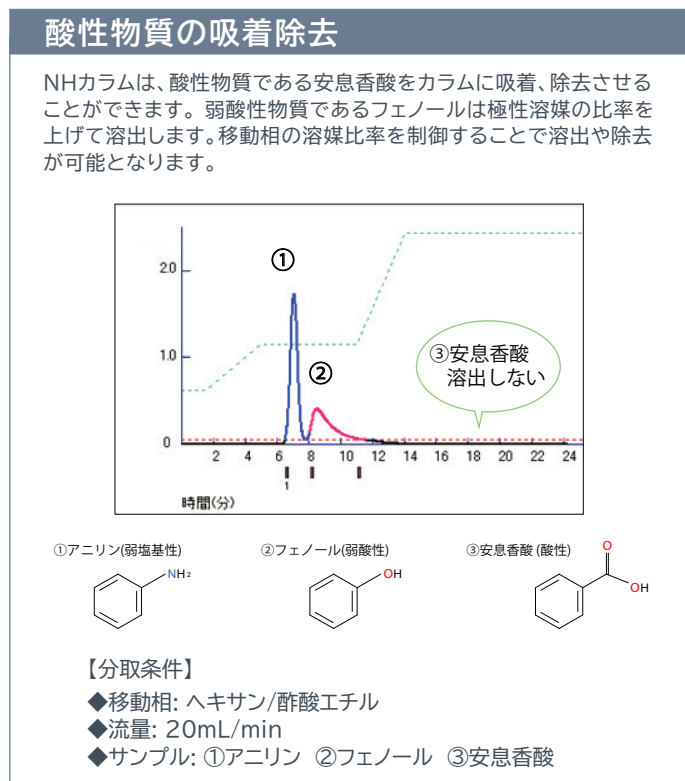 酸性物質の吸着除去
NHカラムは、酸性物質である安息香酸をカラムに吸着、除去させる
ことができます。弱酸性物質であるフェノールは極性溶媒の比率を
上げて溶出します。移動相の溶媒比率を制御することで溶出や除去
が可能となります。
①
2.0
1.0
②
③安息香酸
溶出しない
0
2 4 6 8 10 12 14 16 18 20 22 24
1
時間(分)
①アニリン(弱塩基性) ②フェノール(弱酸性) ③安息香酸(酸性)
NH₂ OH O
OH
【分取条件】
◆移動相: ヘキサン/酢酸エチル
◆流量: 20mL/min
◆サンプル: ①アニリン ②フェノール ③安息香酸